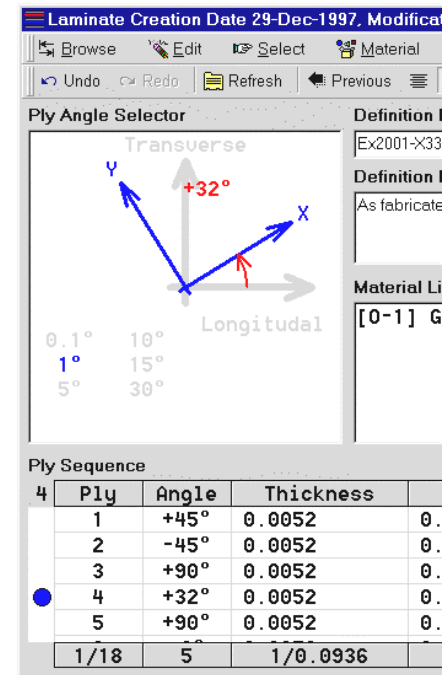 Laminate Creation Date 29-Dec-1997, Modificat
Browse Edit Select Material
Undo Redo Refresh Previous
Ply Angle Selector
Definition
Transverse
Ex2001-X33
Y
+32°
Definition
X
As fabricate
Material Li
Longitudal
[0-1] G
0.1° 10°
1° 15°
5° 30°
Ply Sequence
4 Ply Angle Thickness
1 +45° 0.0052 0.
2 -45° 0.0052 0.
3 +90° 0.0052 0.
4 +32° 0.0052 0.
5 +90° 0.0052 0.
1/18 5 1/0.0936